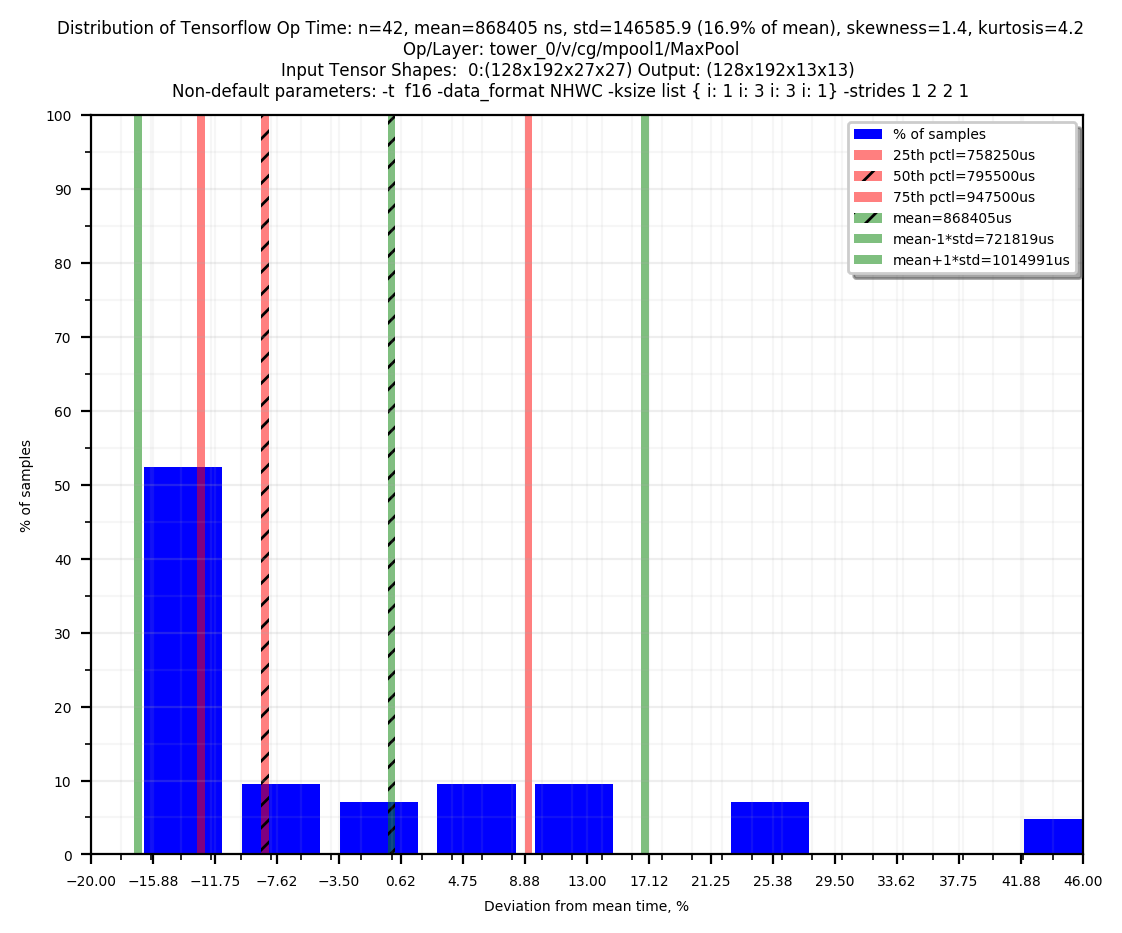 Distribution of Tensorflow Op Time: n=42, mean=868405 ns, std=146585.9 (16.9% of mean), skewness=1.4, kurtosis=4.2
Op/Layer: tower_0/v/cg/mpool1/MaxPool
Input Tensor Shapes:  0:(128x192x27x27) Output: (128x192x13x13)
Non-default parameters: -t  f16 -data_format NHWC -ksize list { i: 1 i: 3 i: 3 i: 1} -strides 1 2 2 1
% of samples
25th pctl=758250us
50th pctl=795500us
75th pctl=947500us
mean=868405us
mean-1*std=721819us
mean+1*std=1014991us
100
90
80
70
60
50
40
30
20
10
0
% of samples
−20.00 −15.88 −11.75 −7.62 −3.50 0.62 4.75 8.88 13.00 17.12 21.25 25.38 29.50 33.62 37.75 41.88 46.00
Deviation from mean time, %